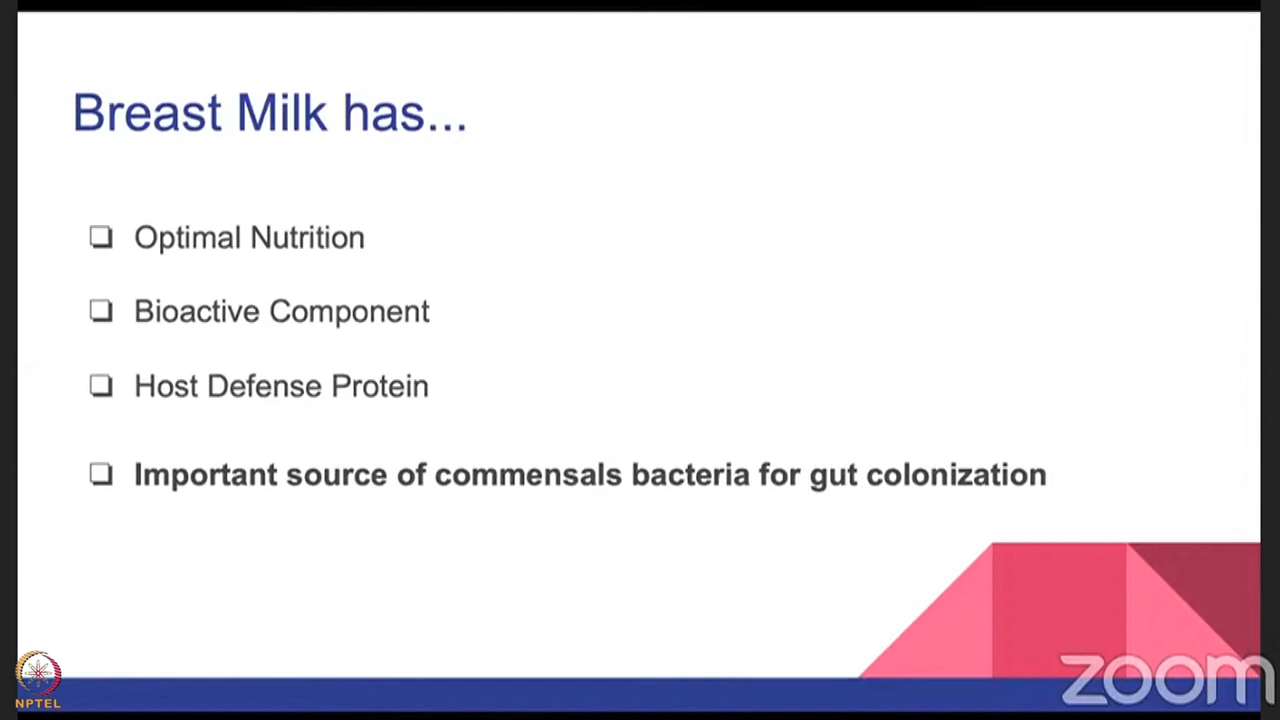 Breast Milk has...
❑ Optimal Nutrition
❑ Bioactive Component
❑ Host Defense Protein
❑ Important source of commensals bacteria for gut colonization
NPTEL
zoom